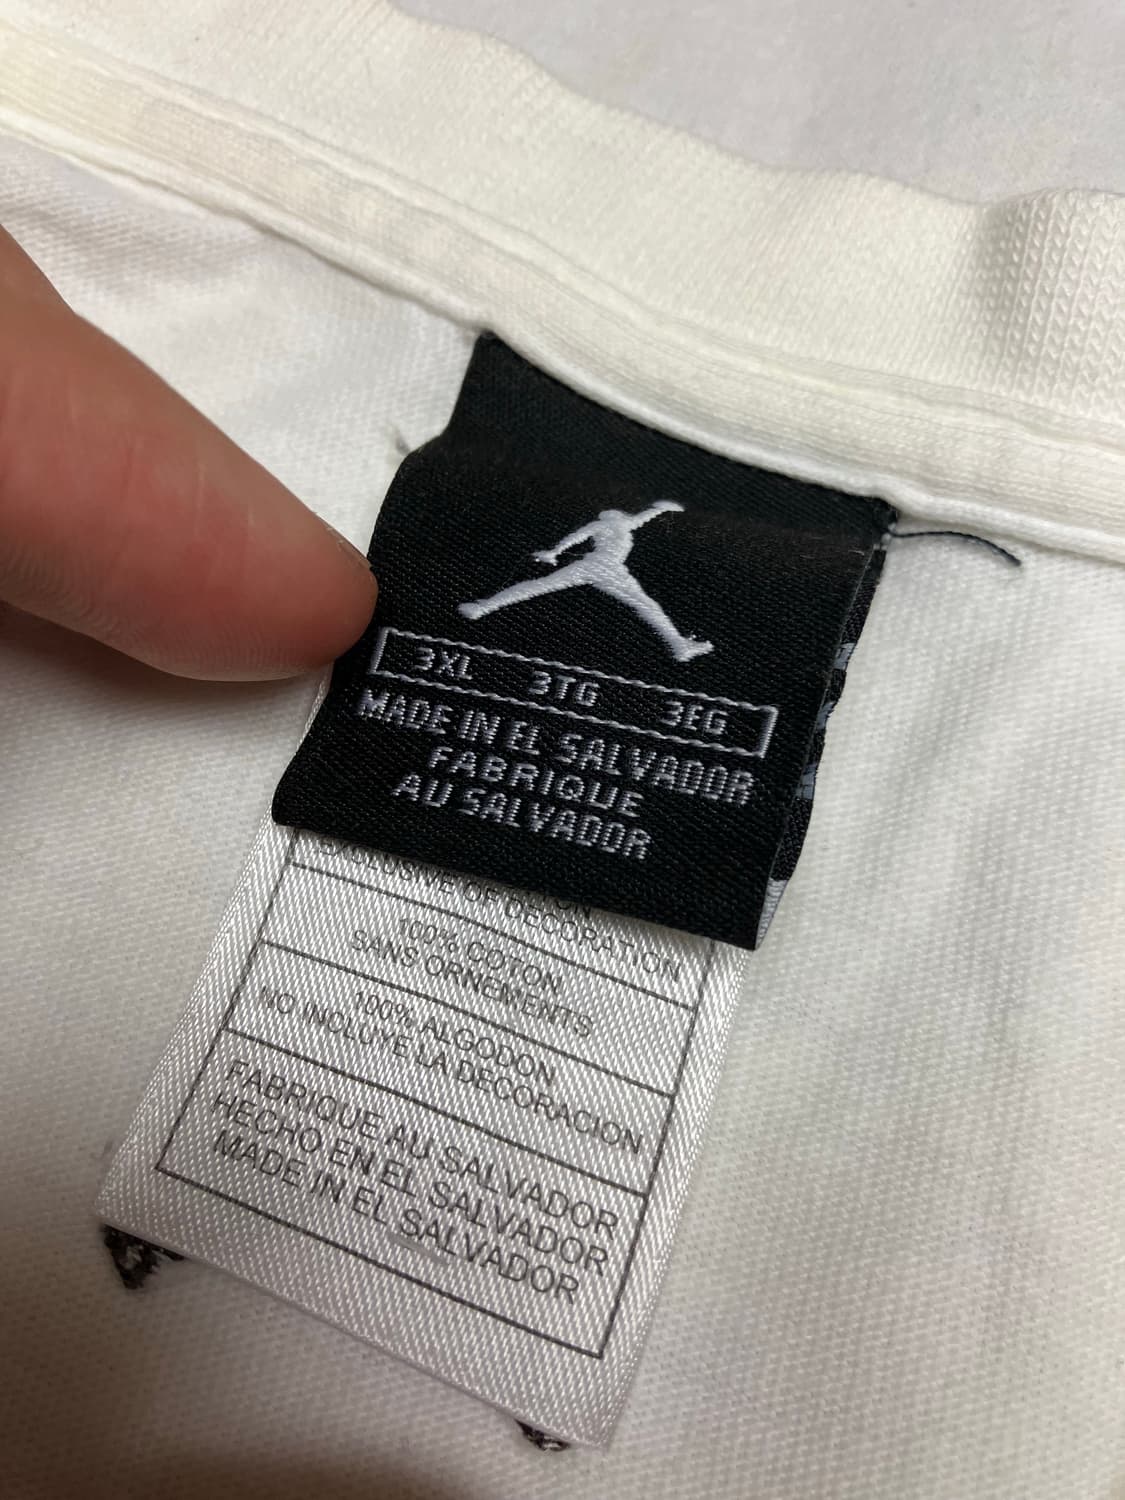 3XL 3TG 3EG
MADE IN EL SALVADOR
FABRIQUE
AU SALVADOR
EXCLUSIVE OF DECORATION
100% COTTON
SANS ORNEMENTS
100% ALGODON
NO INCLUYE LA DECORACION
FABRIQUE AU SALVADOR
HECHO EN EL SALVADOR
MADE IN EL SALVADOR